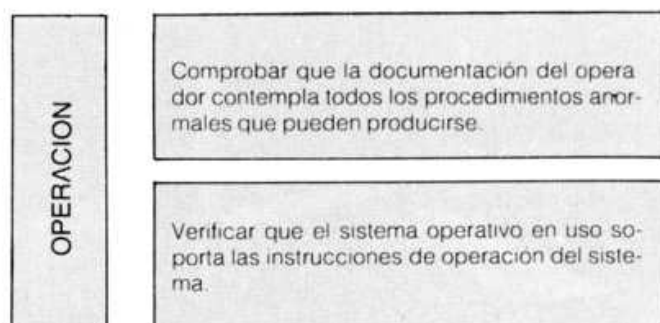 OPERACION
Comprobar que la documentación del opera
dor contempla todos los procedimientos anor-
males que pueden producirse.
Verificar que el sistema operativo en uso so-
porta las instrucciones de operación del siste-
ma.